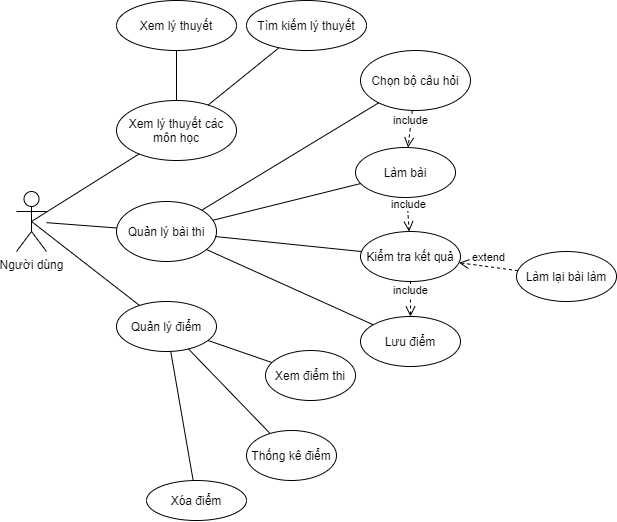 Xem lý thuyết
Tìm kiếm lý thuyết
Chọn bộ câu hỏi
Xem lý thuyết các
môn học
include
Làm bài
include
Người dùng
Quản lý bài thi
Kiểm tra kết quả
extend
Làm lại bài làm
include
Quản lý điểm
Lưu điểm
Xem điểm thi
Thống kê điểm
Xóa điểm